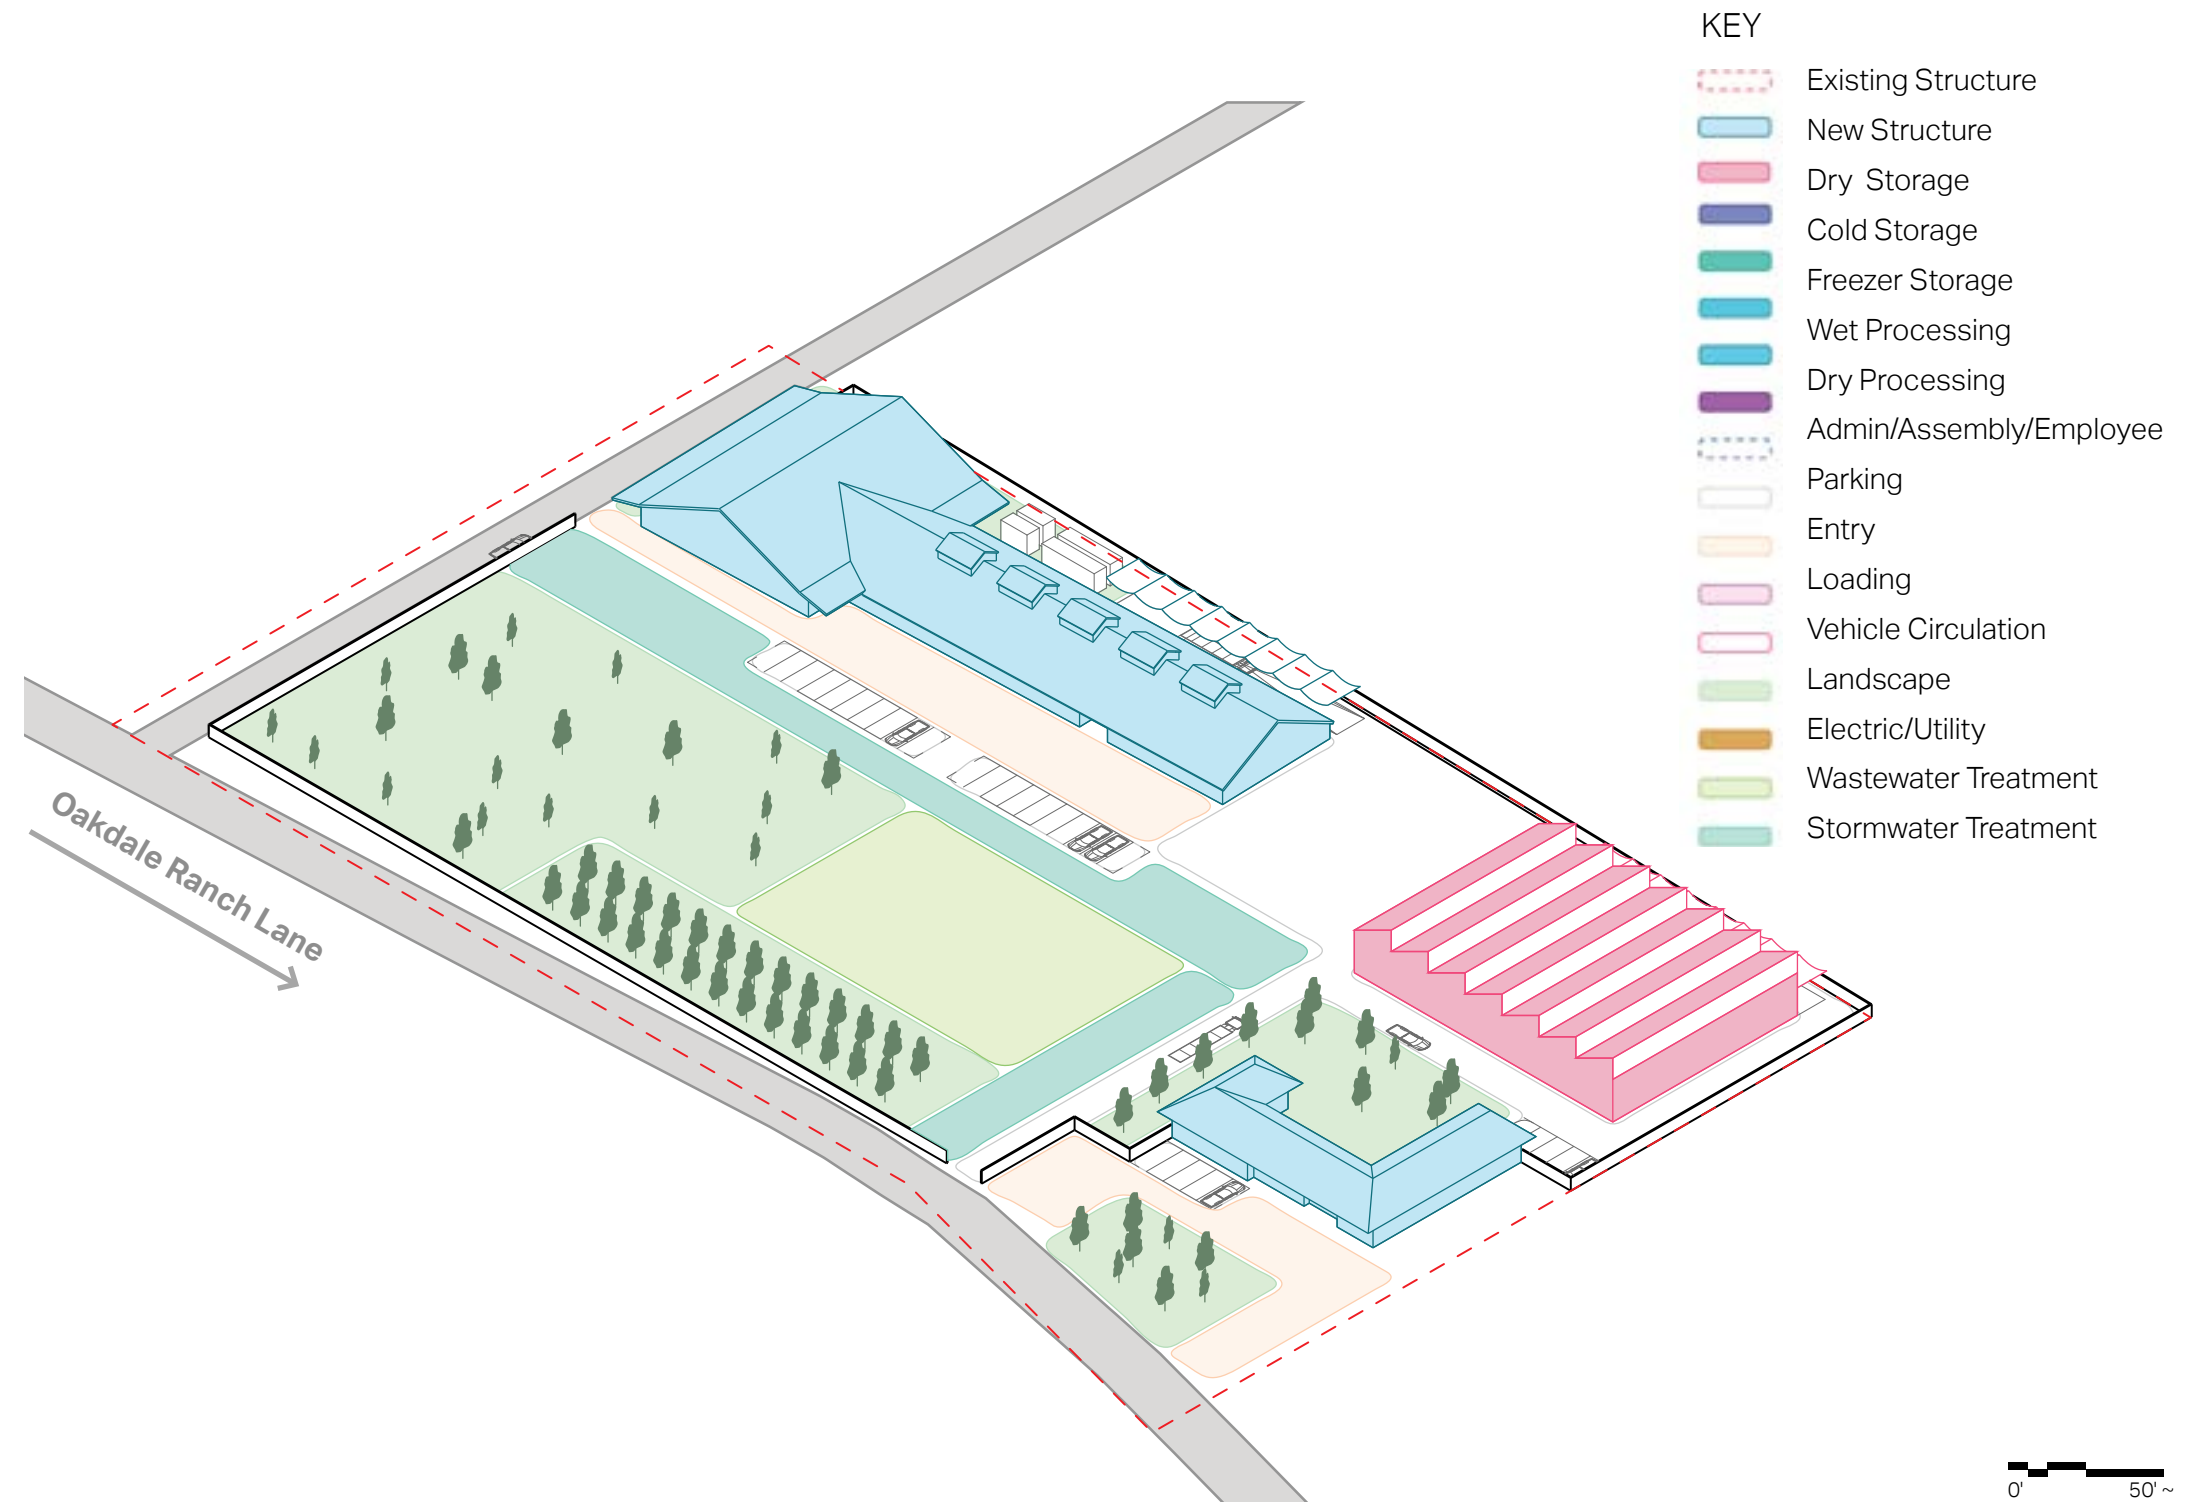 KEY
Existing Structure
New Structure
Dry Storage
Cold Storage
Freezer Storage
Wet Processing
Dry Processing
Admin/Assembly/Employee
Parking
Entry
Loading
Vehicle Circulation
Landscape
Electric/Utility
Wastewater Treatment
Stormwater Treatment
Oakdale Ranch Lane
0' 50' ~